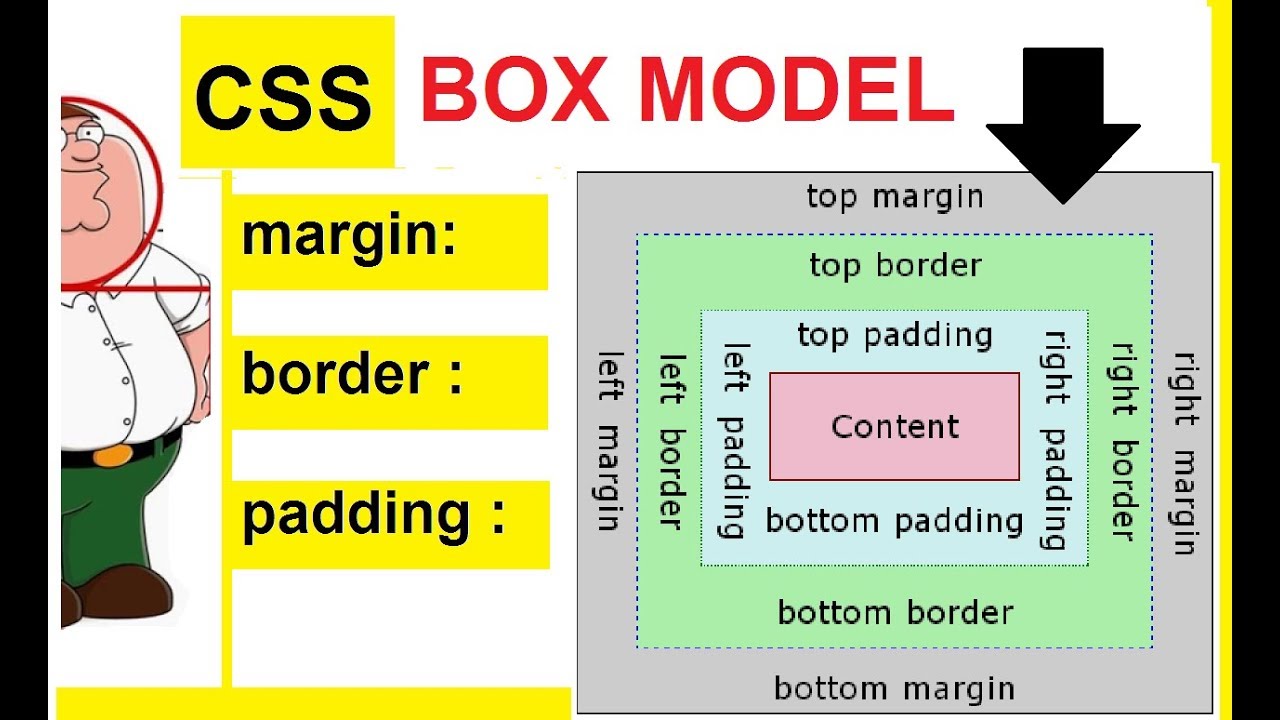 CSS BOX MODEL
margin:
border :
padding :
top margin
top border
top padding
left margin
left border
left padding
Content
right padding
right border
right margin
bottom padding
bottom border
bottom margin